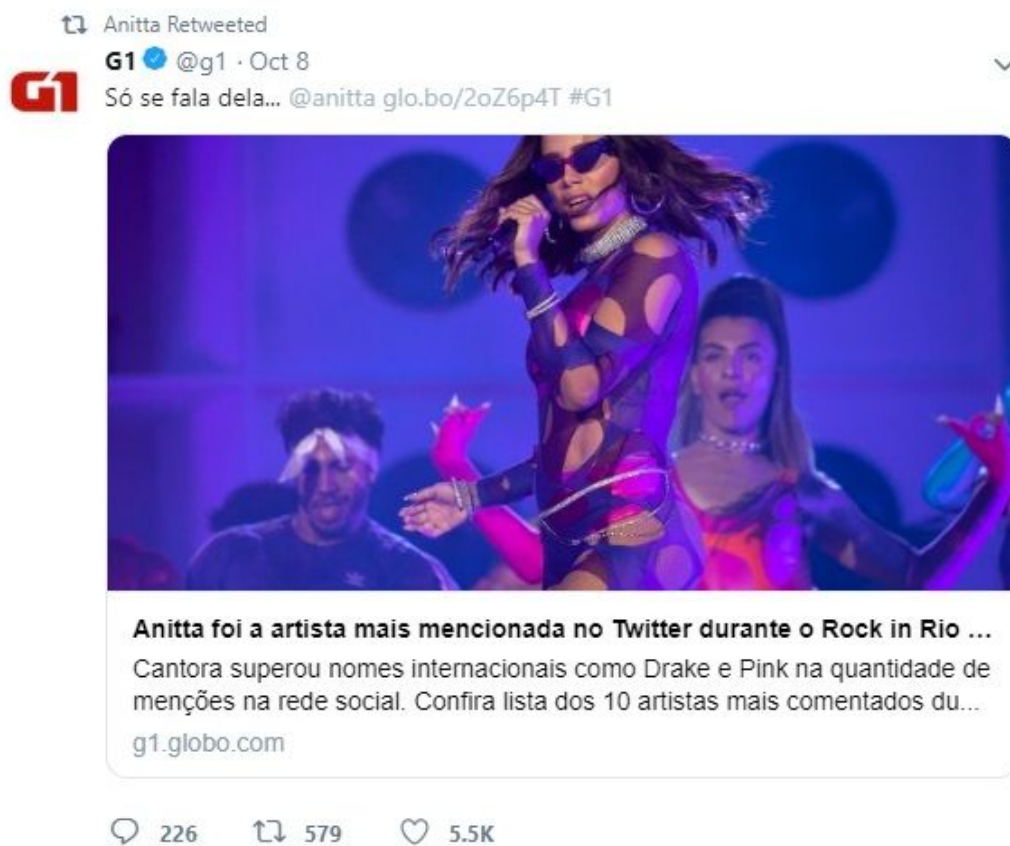 Anitta Retweeted
G1 @g1 · Oct 8
G1
Só se fala dela... @anitta glo.bo/2oZ6p4T #G1
Anitta foi a artista mais mencionada no Twitter durante o Rock in Rio ...
Cantora superou nomes internacionais como Drake e Pink na quantidade de
menções na rede social. Confira lista dos 10 artistas mais comentados du...
g1.globo.com
226 579 5.5K